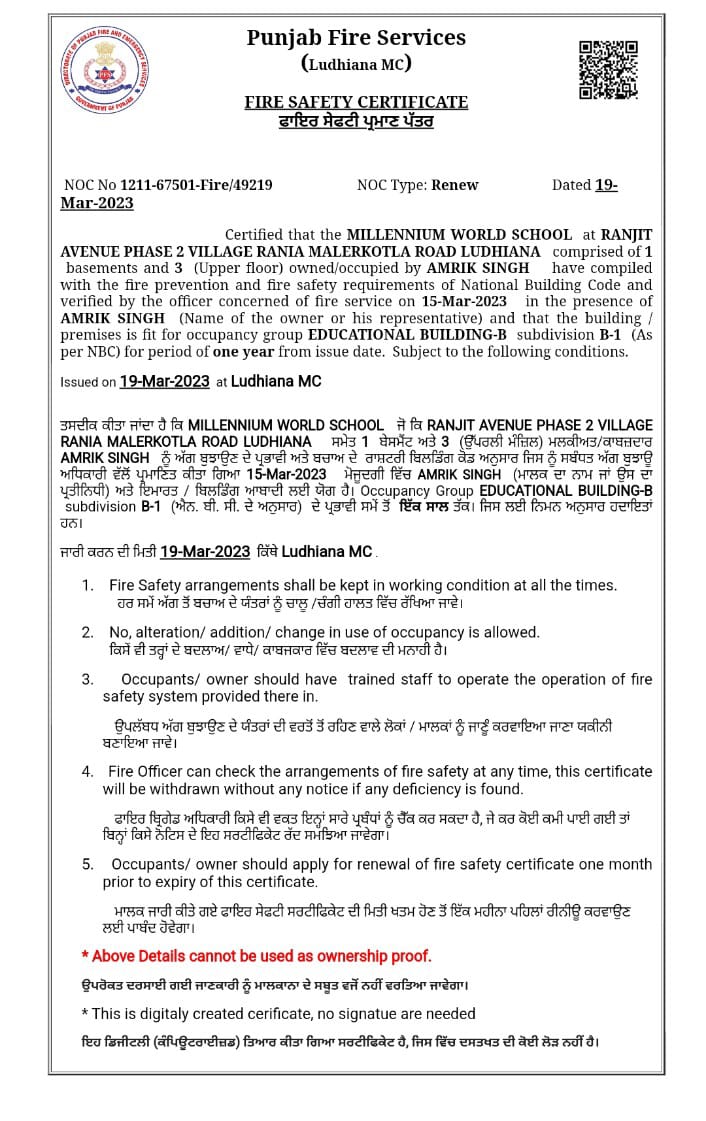 DIRECTORATE OF PUNJAB FIRE AND EMERGENCY SERVICES
GOVERNMENT OF PUNJAB
Punjab Fire Services
(Ludhiana MC)
FIRE SAFETY CERTIFICATE
ਫਾਇਰ ਸੇਫਟੀ ਪ੍ਰਮਾਣ ਪੱਤਰ
NOC No 1211-67501-Fire/49219 NOC Type: Renew Dated 19-
Mar-2023
Certified that the MILLENNIUM WORLD SCHOOL at RANJIT
AVENUE PHASE 2 VILLAGE RANIA MALERKOTLA ROAD LUDHIANA comprised of 1
basements and 3 (Upper floor) owned/occupied by AMRIK SINGH have compiled
with the fire prevention and fire safety requirements of National Building Code and
verified by the officer concerned of fire service on 15-Mar-2023 in the presence of
AMRIK SINGH (Name of the owner or his representative) and that the building /
premises is fit for occupancy group EDUCATIONAL BUILDING-B subdivision B-1 (As
per NBC) for period of one year from issue date. Subject to the following conditions.
Issued on 19-Mar-2023 at Ludhiana MC
ਤਸਦੀਕ ਕੀਤਾ ਜਾਂਦਾ ਹੈ ਕਿ MILLENNIUM WORLD SCHOOL ਜੋ ਕਿ RANJIT AVENUE PHASE 2 VILLAGE
RANIA MALERKOTLA ROAD LUDHIANA ਸਮੇਤ 1 ਬੇਸਮੈਂਟ ਅਤੇ 3 (ਉੱਪਰਲੀ ਮੰਜ਼ਿਲ) ਮਲਕੀਅਤ/ਕਾਬਜ਼ਦਾਰ
AMRIK SINGH ਨੂੰ ਅੱਗ ਬੁਝਾਉਣ ਦੇ ਪ੍ਰਭਾਵੀ ਅਤੇ ਬਚਾਅ ਦੇ ਰਾਸ਼ਟਰੀ ਬਿਲਡਿੰਗ ਕੋਡ ਅਨੁਸਾਰ ਜਿਸ ਨੂੰ ਸਬੰਧਤ ਅੱਗ ਬੁਝਾਊ
ਅਧਿਕਾਰੀ ਵੱਲੋਂ ਪ੍ਰਮਾਣਿਤ ਕੀਤਾ ਗਿਆ 15-Mar-2023 ਮੋਜੂਦਗੀ ਵਿੱਚ AMRIK SINGH (ਮਾਲਕ ਦਾ ਨਾਮ ਜਾਂ ਉਸ ਦਾ
ਪ੍ਰਤੀਨਿਧੀ) ਅਤੇ ਇਮਾਰਤ / ਬਿਲਡਿੰਗ ਆਬਾਦੀ ਲਈ ਯੋਗ ਹੈ। Occupancy Group EDUCATIONAL BUILDING-B
subdivision B-1 (ਐਨ. ਬੀ. ਸੀ. ਦੇ ਅਨੁਸਾਰ) ਦੇ ਪ੍ਰਭਾਵੀ ਸਮੇਂ ਤੋਂ ਇੱਕ ਸਾਲ ਤੱਕ। ਜਿਸ ਲਈ ਨਿਮਨ ਅਨੁਸਾਰ ਹਦਾਇਤਾਂ
ਹਨ।
ਜਾਰੀ ਕਰਨ ਦੀ ਮਿਤੀ 19-Mar-2023 ਕਿੱਥੇ Ludhiana MC .
1. Fire Safety arrangements shall be kept in working condition at all the times.
ਹਰ ਸਮੇਂ ਅੱਗ ਤੋਂ ਬਚਾਅ ਦੇ ਯੰਤਰਾਂ ਨੂੰ ਚਾਲੂ /ਚੰਗੀ ਹਾਲਤ ਵਿੱਚ ਰੱਖਿਆ ਜਾਵੇ।
2. No, alteration/ addition/ change in use of occupancy is allowed.
ਕਿਸੇਂ ਵੀ ਤਰ੍ਹਾਂ ਦੇ ਬਦਲਾਅ/ ਵਾਧੇ/ ਕਾਬਜਕਾਰ ਵਿੱਚ ਬਦਲਾਵ ਦੀ ਮਨਾਹੀ ਹੈ।
3. Occupants/ owner should have trained staff to operate the operation of fire
safety system provided there in.
ਉਪਲੱਬਧ ਅੱਗ ਬੁਝਾਉਣ ਦੇ ਯੰਤਰਾਂ ਦੀ ਵਰਤੋਂ ਤੋਂ ਰਹਿਣ ਵਾਲੇ ਲੋਕਾਂ / ਮਾਲਕਾਂ ਨੂੰ ਜਾਣੂੰ ਕਰਵਾਇਆ ਜਾਣਾ ਯਕੀਨੀ
ਬਣਾਇਆ ਜਾਵੇ।
4. Fire Officer can check the arrangements of fire safety at any time, this certificate
will be withdrawn without any notice if any deficiency is found.
ਫਾਇਰ ਬ੍ਰਿਗੇਡ ਅਧਿਕਾਰੀ ਕਿਸੇ ਵੀ ਵਕਤ ਇਨ੍ਹਾਂ ਸਾਰੇ ਪ੍ਰਬੰਧਾਂ ਨੂੰ ਚੈੱਕ ਕਰ ਸਕਦਾ ਹੈ, ਜੇ ਕਰ ਕੋਈ ਕਮੀ ਪਾਈ ਗਈ ਤਾਂ
ਬਿਨ੍ਹਾਂ ਕਿਸੇ ਨੋਟਿਸ ਦੇ ਇਹ ਸਰਟੀਫਿਕੇਟ ਰੱਦ ਸਮਝਿਆ ਜਾਵੇਗਾ।
5. Occupants/ owner should apply for renewal of fire safety certificate one month
prior to expiry of this certificate.
ਮਾਲਕ ਜਾਰੀ ਕੀਤੇ ਗਏ ਫਾਇਰ ਸੇਫਟੀ ਸਰਟੀਫਿਕੇਟ ਦੀ ਮਿਤੀ ਖਤਮ ਹੋਣ ਤੋਂ ਇੱਕ ਮਹੀਨਾ ਪਹਿਲਾਂ ਰੀਨੀਊ ਕਰਵਾਉਣ
ਲਈ ਪਾਬੰਦ ਹੋਵੇਗਾ।
* Above Details cannot be used as ownership proof.
ਉਪਰੋਕਤ ਦਰਸਾਈ ਗਈ ਜਾਣਕਾਰੀ ਨੂੰ ਮਾਲਕਾਨਾ ਦੇ ਸਬੂਤ ਵਜੋਂ ਨਹੀਂ ਵਰਤਿਆ ਜਾਵੇਗਾ।
* This is digitaly created cerificate, no signatue are needed
ਇਹ ਡਿਜੀਟਲੀ (ਕੰਪਿਊਟਰਾਈਜ਼ਡ) ਤਿਆਰ ਕੀਤਾ ਗਿਆ ਸਰਟੀਫਿਕੇਟ ਹੈ, ਜਿਸ ਵਿੱਚ ਦਸਤਖਤ ਦੀ ਕੋਈ ਲੋੜ ਨਹੀਂ ਹੈ।